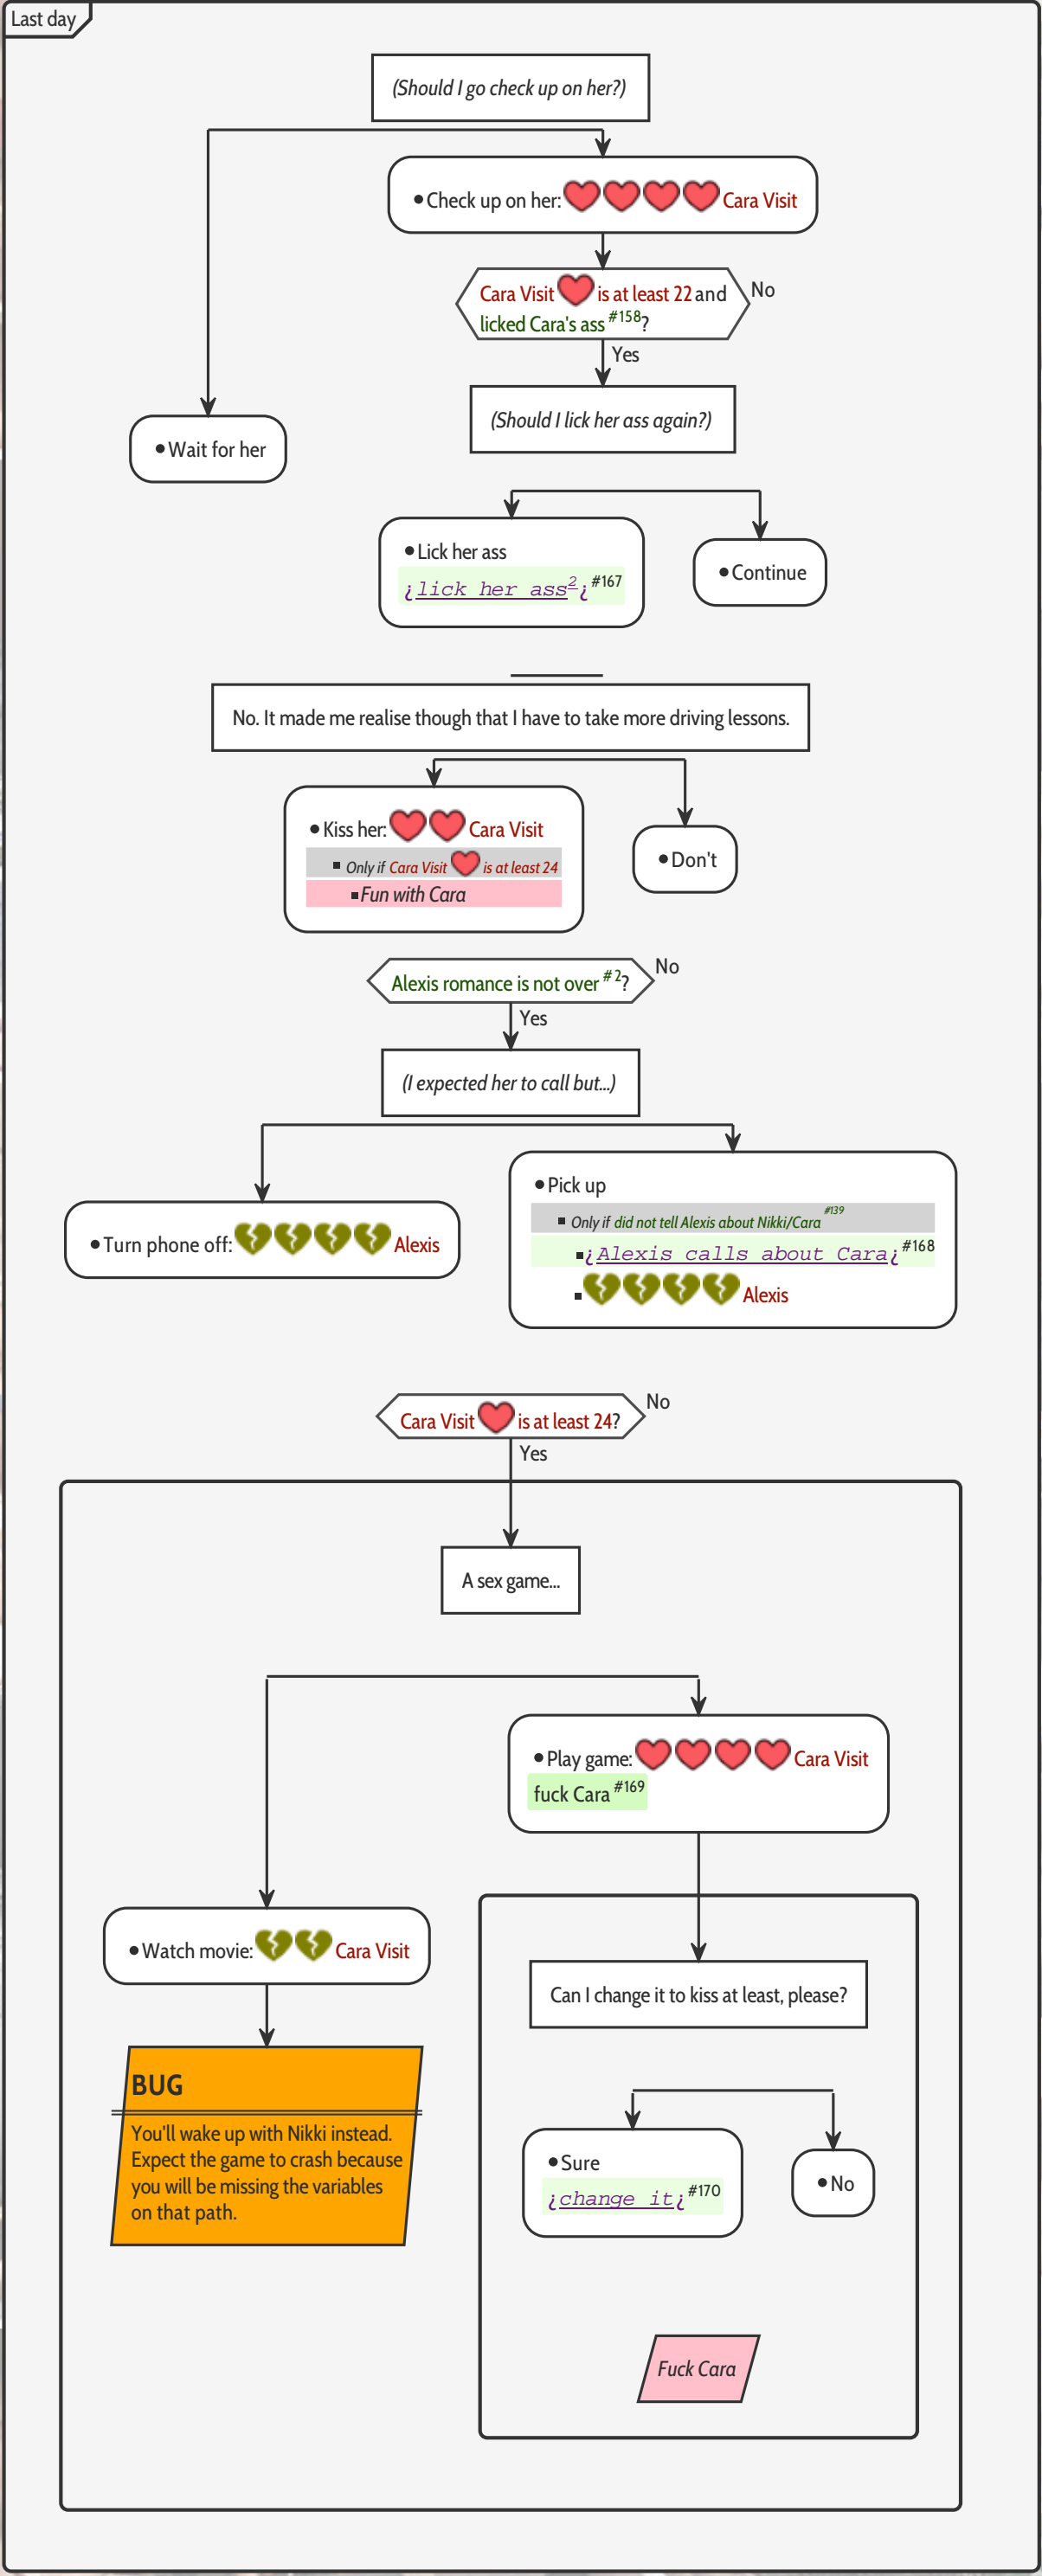 Last day
(Should I go check up on her?)
Check up on her: Cara Visit
Cara Visit is at least 22 and
No
licked Cara's ass #158?
Yes
(Should I lick her ass again?)
Wait for her
Lick her ass
¿lick her ass²¿ #167
Continue
No. It made me realise though that I have to take more driving lessons.
Kiss her: Cara Visit
Only if Cara Visit is at least 24
Fun with Cara
Don't
Alexis romance is not over #2?
No
Yes
(I expected her to call but...)
Turn phone off: Alexis
Pick up
Only if did not tell Alexis about Nikki/Cara #139
¿Alexis calls about Cara¿ #168
Alexis
Cara Visit is at least 24?
No
Yes
A sex game...
Play game: Cara Visit
fuck Cara #169
Watch movie: Cara Visit
Can I change it to kiss at least, please?
BUG
You'll wake up with Nikki instead.
Expect the game to crash because
you will be missing the variables
on that path.
Sure
¿change it¿ #170
No
Fuck Cara